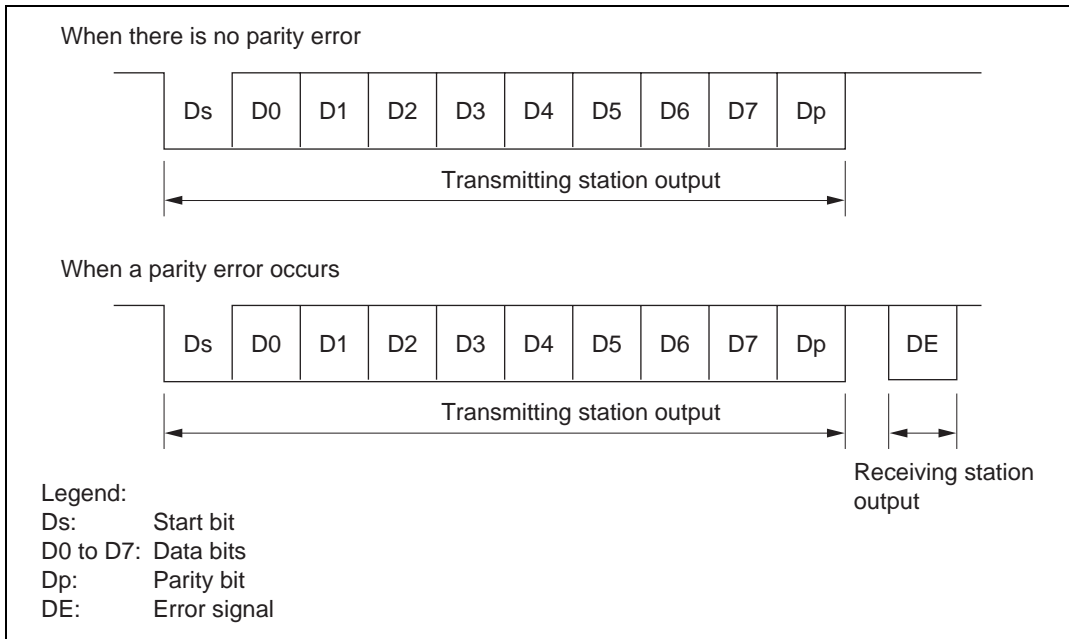 When there is no parity error
Ds D0 D1 D2 D3 D4 D5 D6 D7 Dp
Transmitting station output
When a parity error occurs
Ds D0 D1 D2 D3 D4 D5 D6 D7 Dp DE
Transmitting station output
Receiving station
output
Legend:
Ds: Start bit
D0 to D7: Data bits
Dp: Parity bit
DE: Error signal